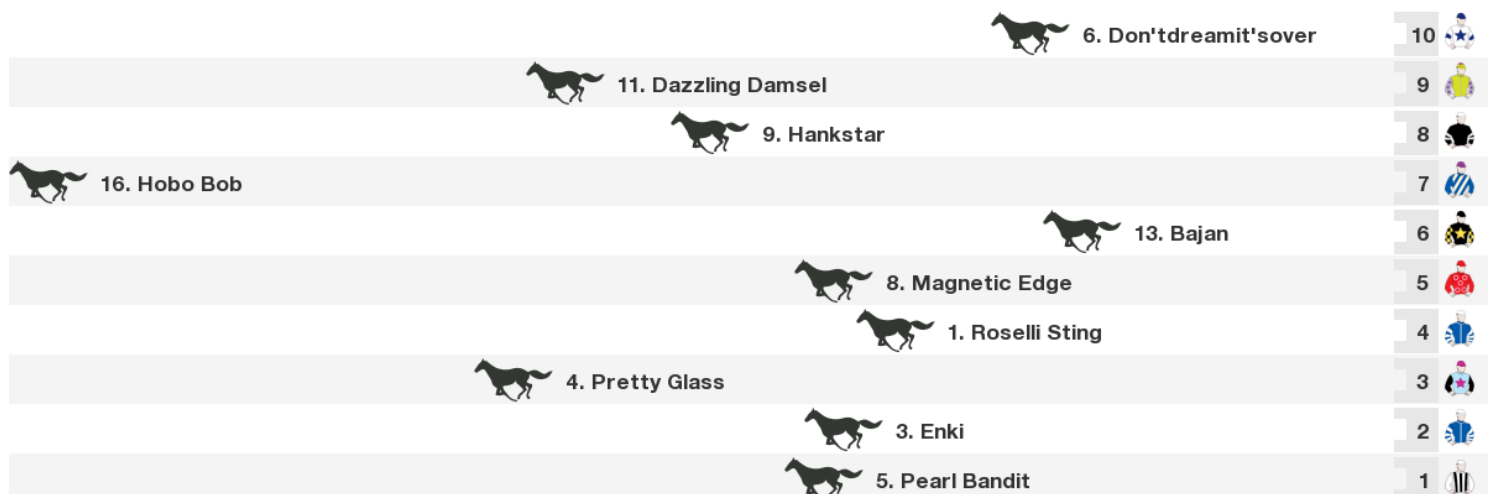 6. Don'tdreamit'sover 10
11. Dazzling Damsel 9
9. Hankstar 8
16. Hobo Bob 7
13. Bajan 6
8. Magnetic Edge 5
1. Roselli Sting 4
4. Pretty Glass 3
3. Enki 2
5. Pearl Bandit 1